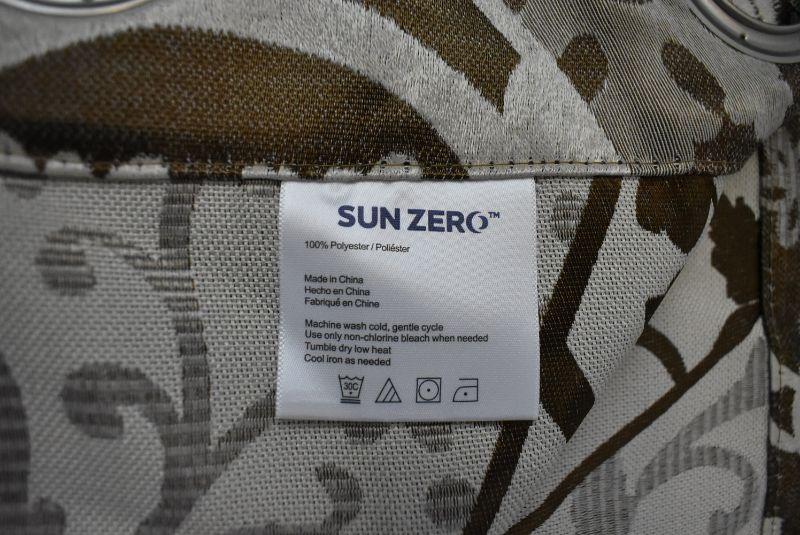 SUN ZERO™
100% Polyester / Poliéster
Made in China
Hecho en China
Fabriqué en Chine
Machine wash cold, gentle cycle
Use only non-chlorine bleach when needed
Tumble dry low heat
Cool iron as needed
30C